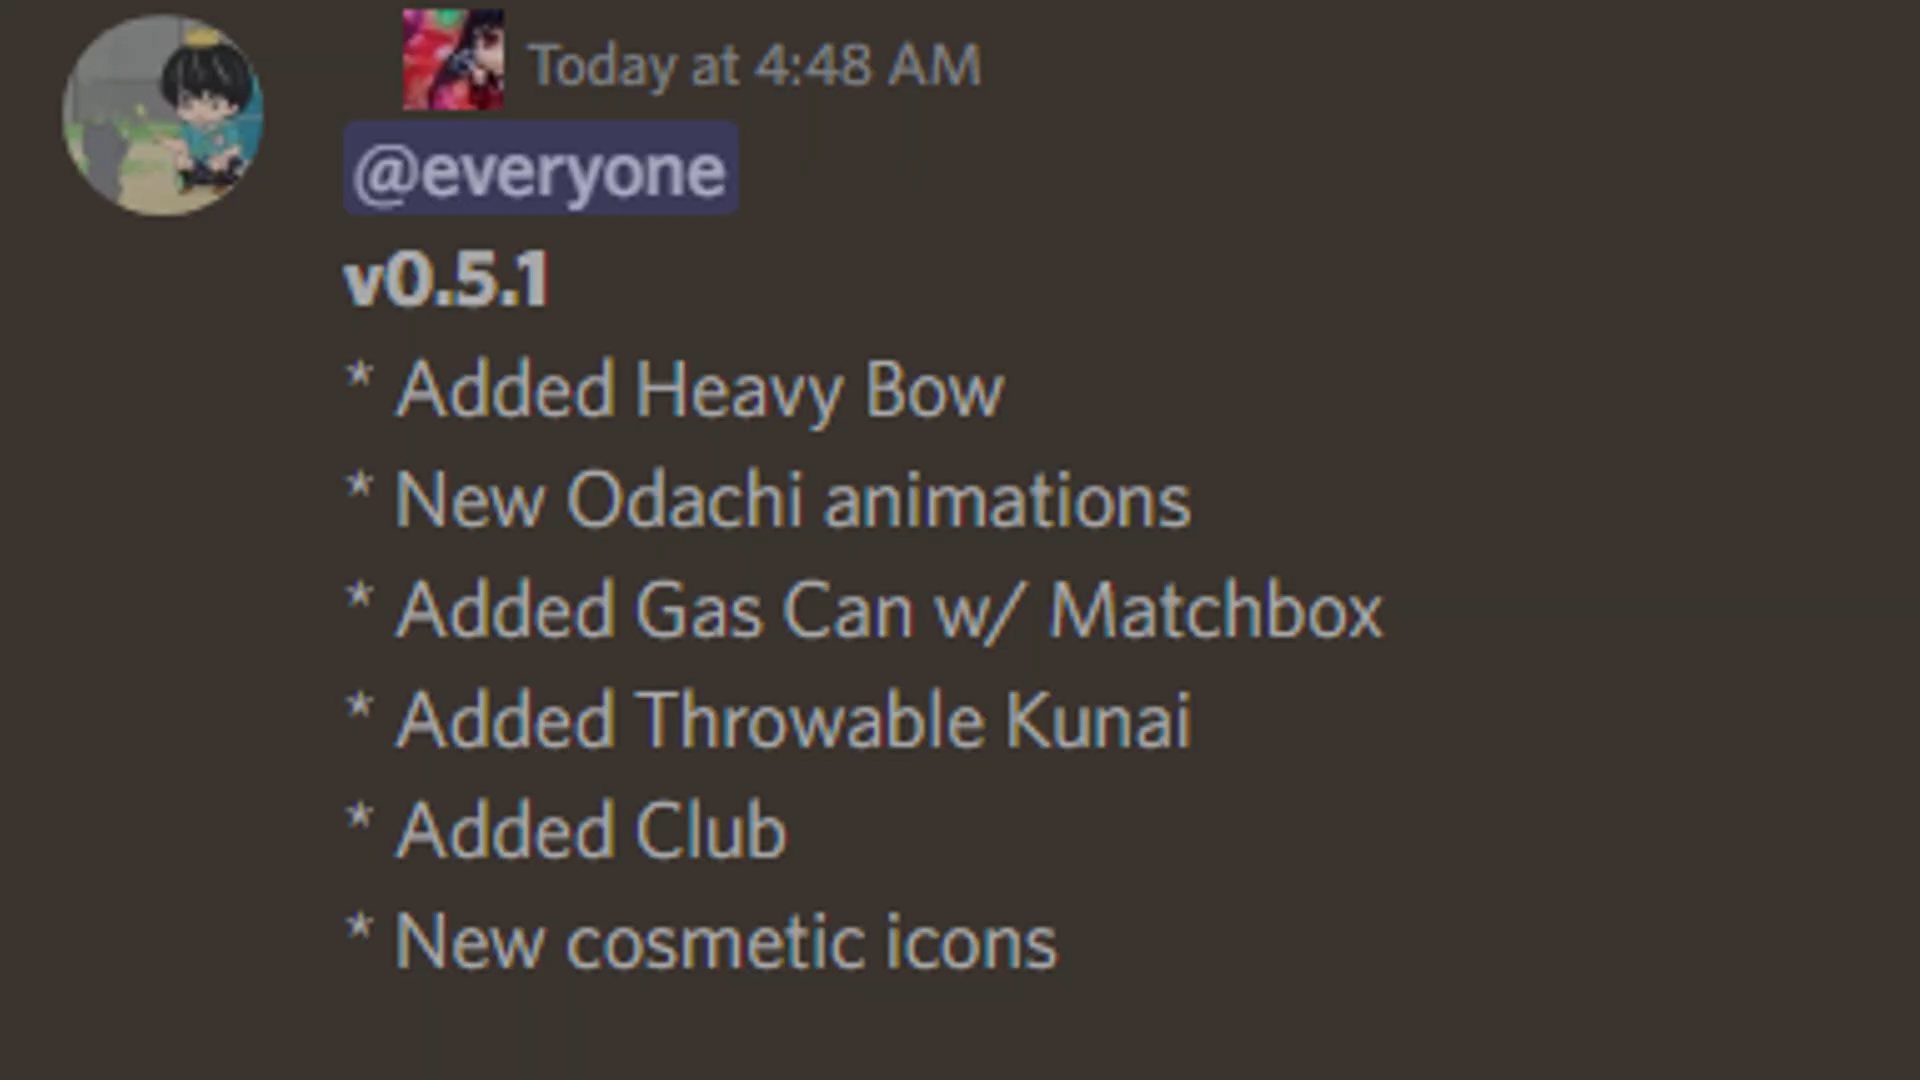 Today at 4:48 AM
@everyone
v0.5.1
* Added Heavy Bow
* New Odachi animations
* Added Gas Can w/ Matchbox
* Added Throwable Kunai
* Added Club
* New cosmetic icons